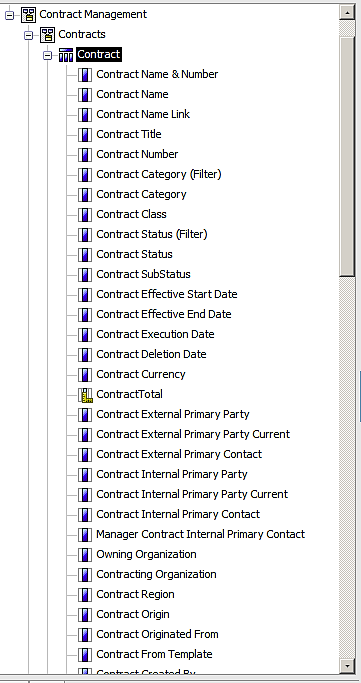 Contract Management
Contracts
Contract
Contract Name & Number
Contract Name
Contract Name Link
Contract Title
Contract Number
Contract Category (Filter)
Contract Category
Contract Class
Contract Status (Filter)
Contract Status
Contract SubStatus
Contract Effective Start Date
Contract Effective End Date
Contract Execution Date
Contract Deletion Date
Contract Currency
ContractTotal
Contract External Primary Party
Contract External Primary Party Current
Contract External Primary Contact
Contract Internal Primary Party
Contract Internal Primary Party Current
Contract Internal Primary Contact
Manager Contract Internal Primary Contact
Owning Organization
Contracting Organization
Contract Region
Contract Origin
Contract Originated From
Contract From Template
Contract Created By